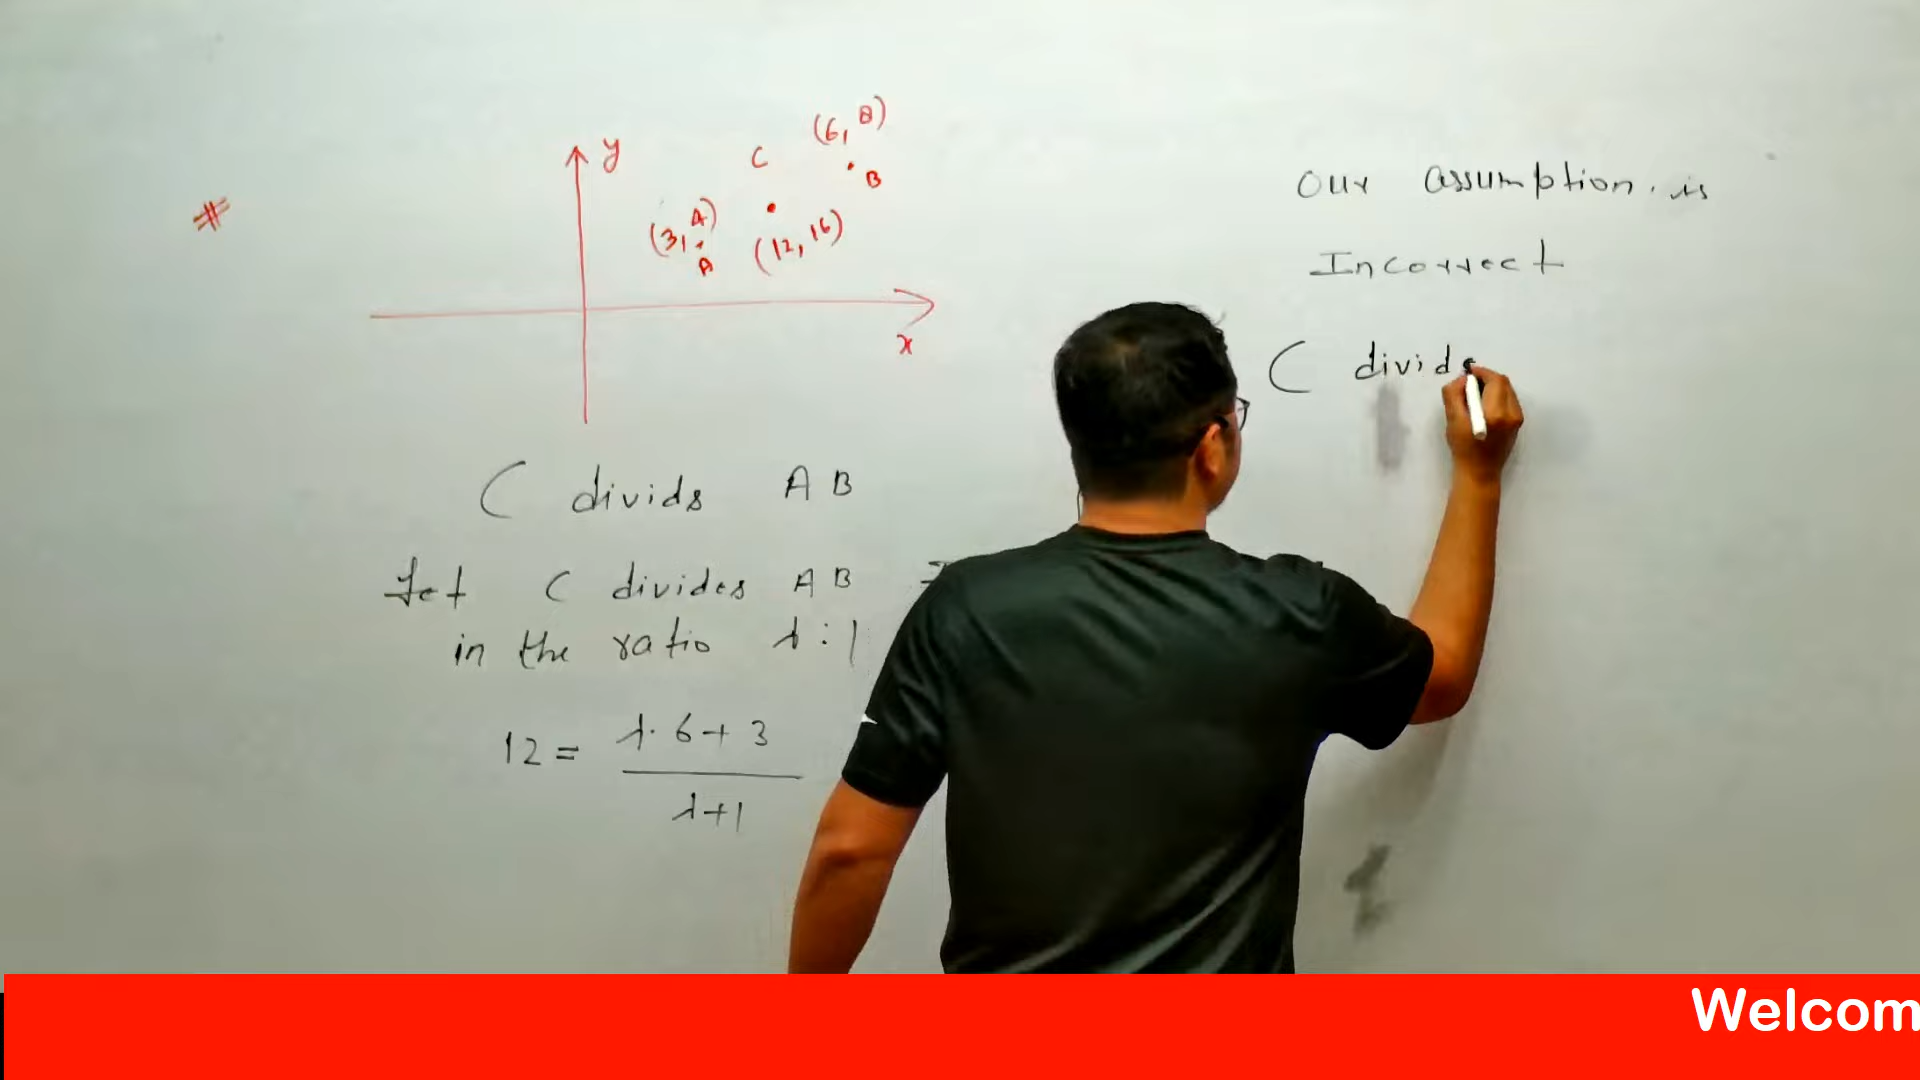 y
C
(6, 8)
B
#
(3, 4)
A
(12, 16)
x
C divids AB
Let C divides AB
in the ratio λ : 1
12 = λ. 6 + 3
λ+1
Our assumption. is
Incorrect
C divid
Welcom